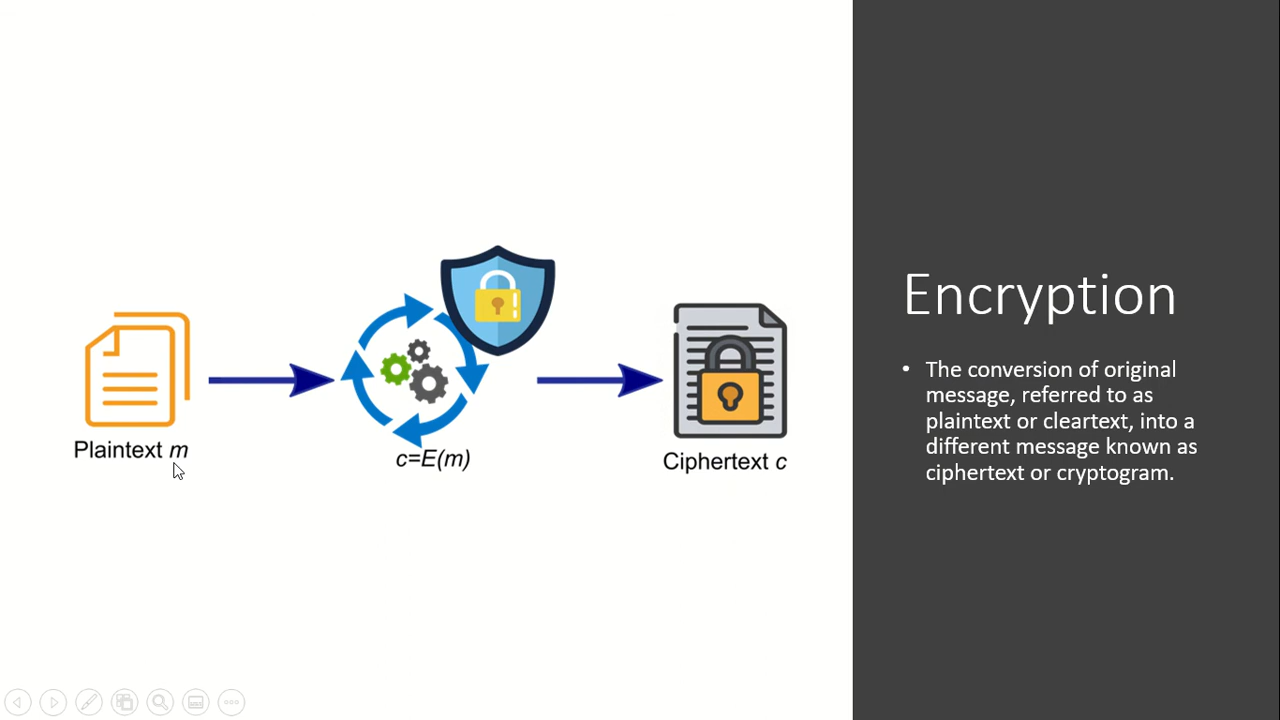 Plaintext m
c=E(m)
Ciphertext c
Encryption
• The conversion of original
message, referred to as
plaintext or cleartext, into a
different message known as
ciphertext or cryptogram.